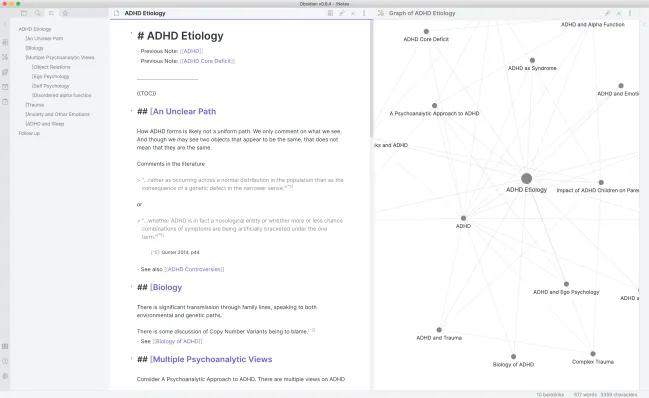 Obsidian v0.6.4 - !Notes
ADHD Etiology
[An Unclear Path
[Biology
[Multiple Psychoanalytic Views
[Object Relations
[Ego Psychology
[Self Psychology
[Disordered alpha function
[Trauma
[Anxiety and Other Emotions
[ADHD and Sleep
Follow up
ADHD Etiology
# ADHD Etiology
- Previous Note: [[ADHD]]
- Previous Note: [[ADHD Core Deficit]]
{{TOC}}
## [An Unclear Path
How ADHD forms is likely not a uniform path. We only comment on what we see.
And though we may see two objects that appear to be the same, that does not
mean that they are the same.
Comments in the literature
> "...rather as occurring across a normal distribution in the population than as the
consequence of a genetic defect in the narrower sense."[^5]
or
> "...whether ADHD is in fact a nosological entity or whether more or less chance
combinations of symptoms are being artificially bracketed under the one
term."[^5]
[^5] Günter 2014, p44
- See also [[ADHD Controversies]]
## [Biology
There is significant transmission through family lines, speaking to both
environmental and genetic paths.
There is some discussion of Copy Number Variants being to blame.
- See [[Biology of ADHD]]
## [Multiple Psychoanalytic Views
Consider A Psychoanalytic Approach to ADHD. There are multiple views on ADHD
Graph of ADHD Etiology
ADHD and Alpha Function
ADHD Core Deficit
ADHD as Syndrome
ADHD and Emoti
A Psychoanalytic Approach to ADHD
ks and ADHD
ADHD Etiology
Impact of ADHD Children on Paren
ADHD
ADHD and Ego Psychology
ADHD a
ADHD and Trauma
Biology of ADHD
Complex Trauma
10 backlinks
517 words 3359 characters